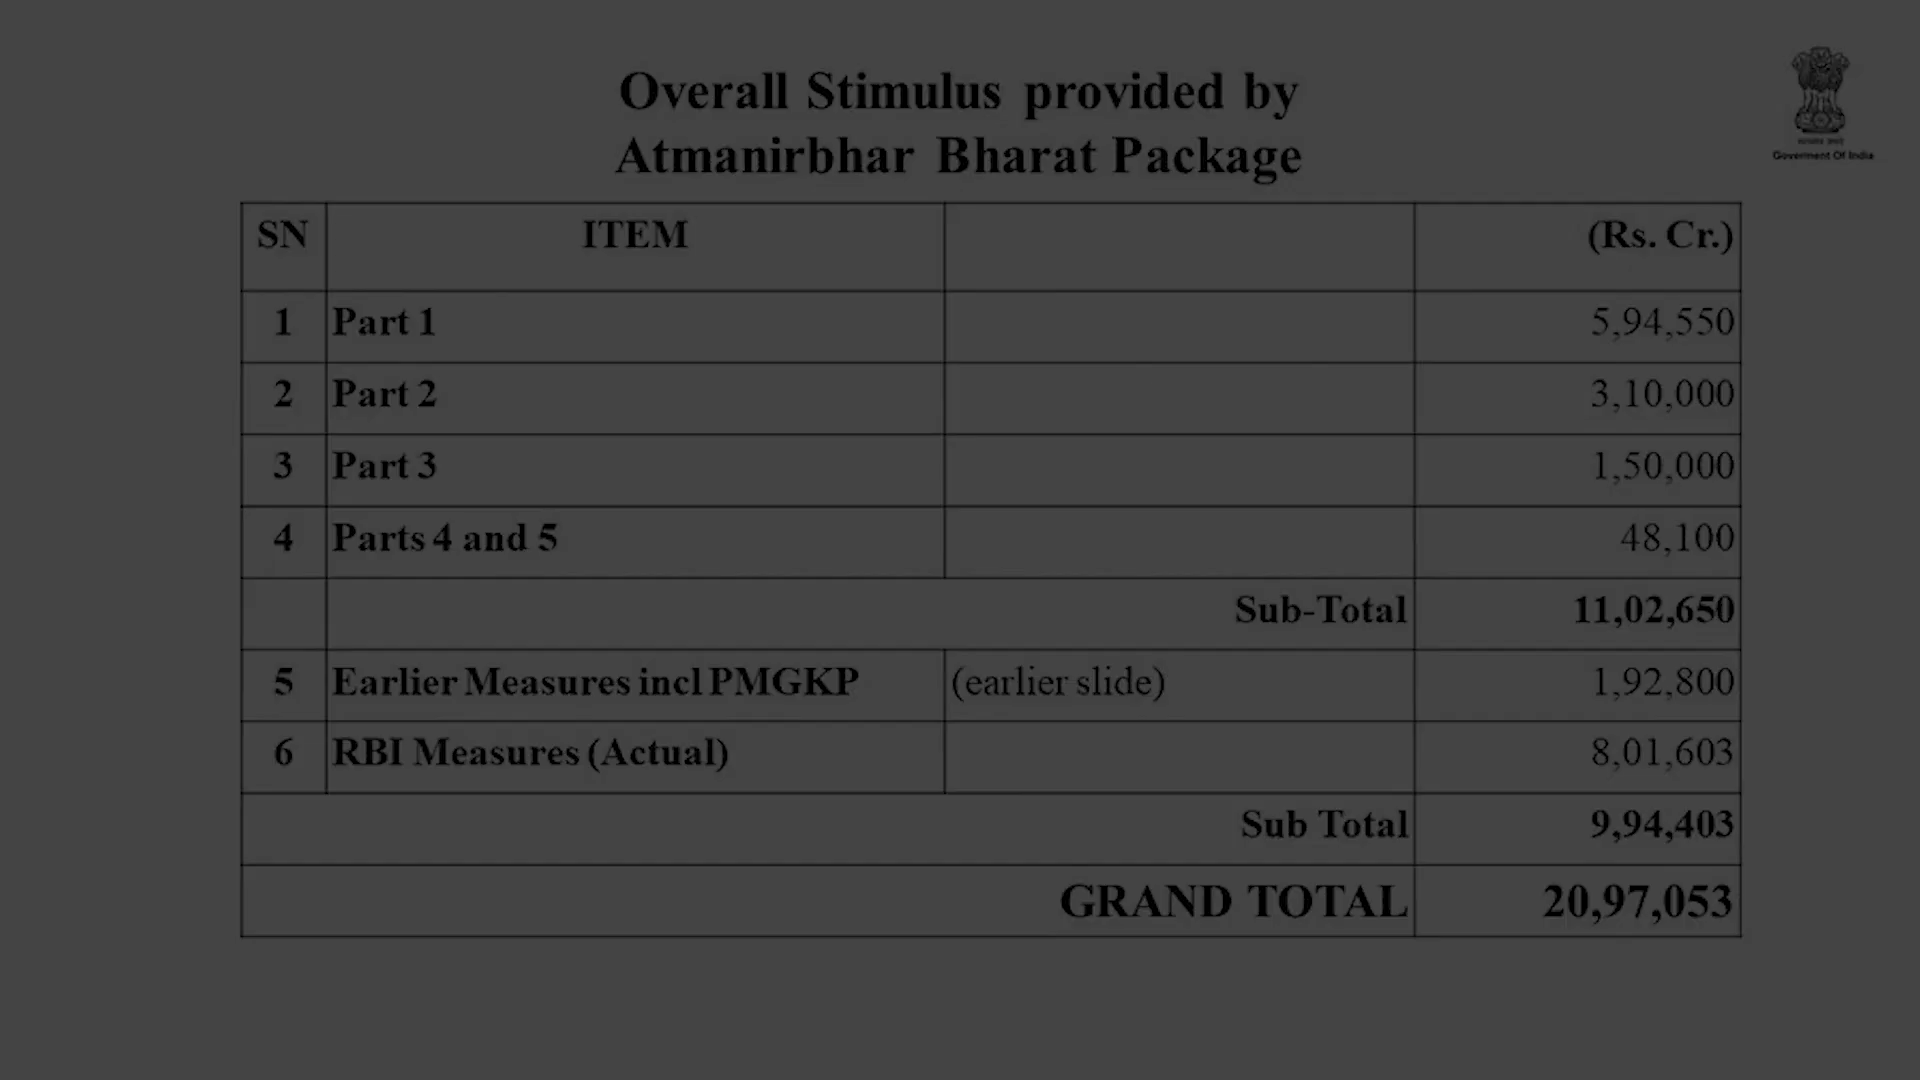 Overall Stimulus provided by
Atmanirbhar Bharat Package
Goverment Of India
SN ITEM (Rs. Cr.)
1 Part 1 5,94,550
2 Part 2 3,10,000
3 Part 3 1,50,000
4 Parts 4 and 5 48,100
Sub-Total 11,02,650
5 Earlier Measures incl PMGKP (earlier slide) 1,92,800
6 RBI Measures (Actual) 8,01,603
Sub Total 9,94,403
GRAND TOTAL 20,97,053